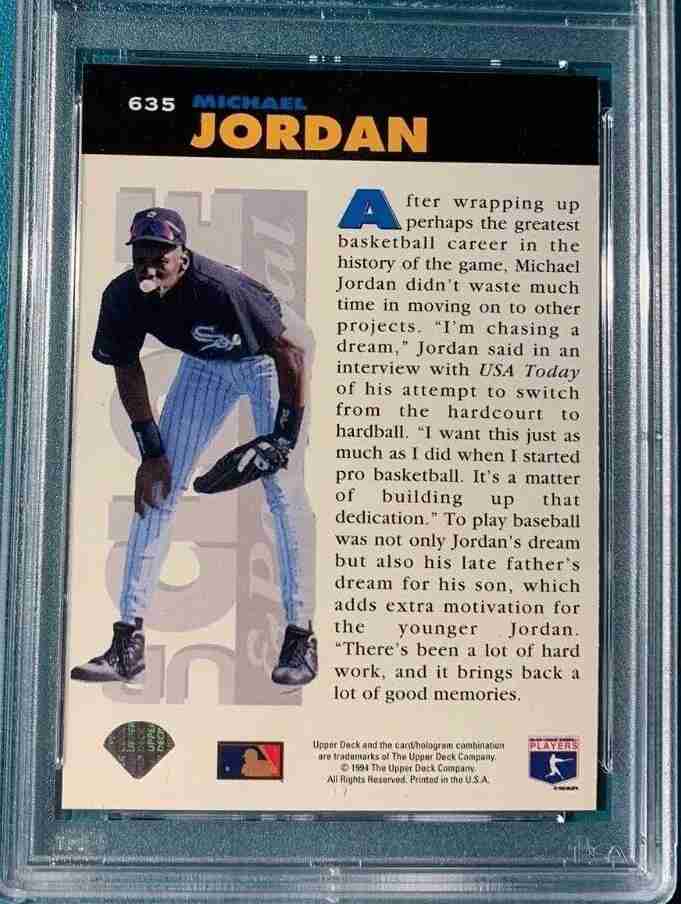 635 MICHAEL
JORDAN
After wrapping up
perhaps the greatest
basketball career in the
history of the game, Michael
Jordan didn't waste much
time in moving on to other
projects. “I'm chasing a
dream,” Jordan said in an
interview with USA Today
of his attempt to switch
from the hardcourt to
hardball. “I want this just as
much as I did when I started
pro basketball. It's a matter
of building up that
dedication.” To play baseball
was not only Jordan's dream
but also his late father's
dream for his son, which
adds extra motivation for
the younger Jordan.
“There's been a lot of hard
work, and it brings back a
lot of good memories.
Sox
CLOSE
& Personal
UPPER
DECK
Upper Deck and the card/hologram combination
are trademarks of The Upper Deck Company.
© 1994 The Upper Deck Company.
All Rights Reserved. Printed in the U.S.A.
PLAYERS